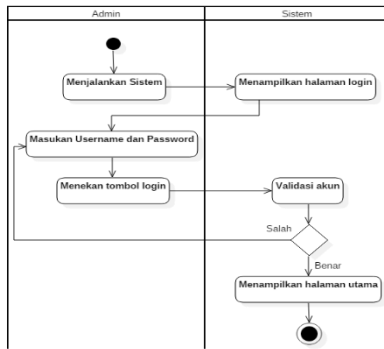 Admin
Sistem
Menjalankan Sistem
Menampilkan halaman login
Masukan Username dan Password
Menekan tombol login
Validasi akun
Salah
Benar
Menampilkan halaman utama